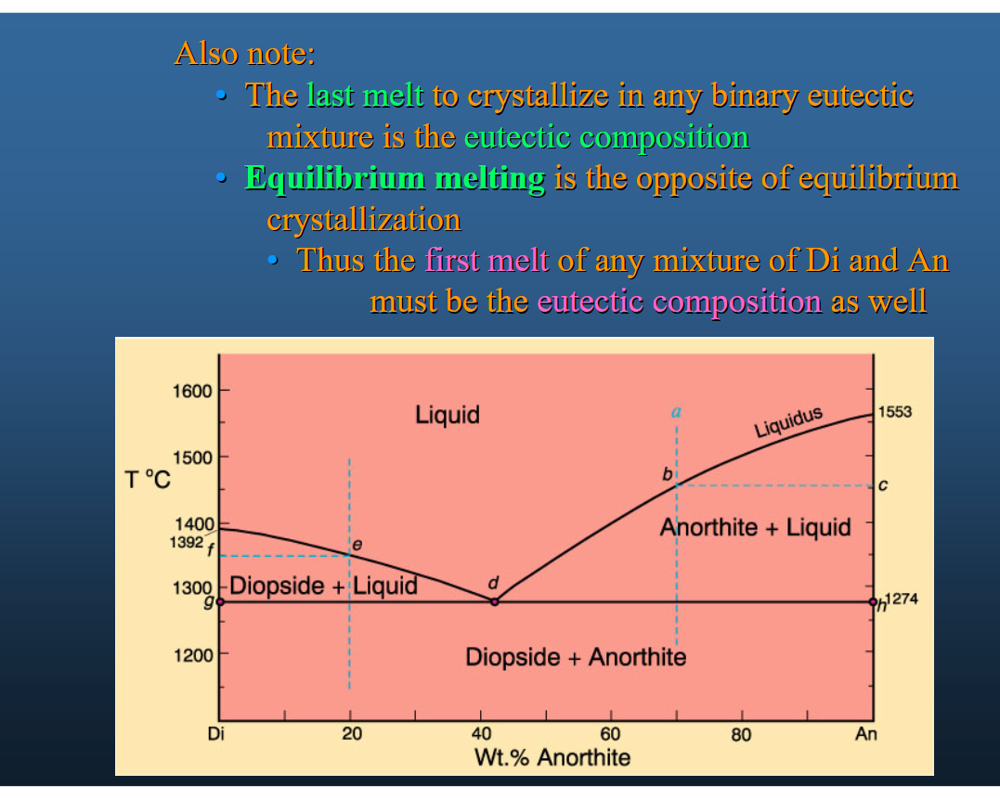 Also note:
• The last melt to crystallize in any binary eutectic
mixture is the eutectic composition
• Equilibrium melting is the opposite of equilibrium
crystallization
• Thus the first melt of any mixture of Di and An
must be the eutectic composition as well
1600
Liquid
a
Liquidus
1553
1500
T °C
b
c
1400
1392
f
e
Anorthite + Liquid
1300
Diopside + Liquid
d
g
h
1274
1200
Diopside + Anorthite
Di
20
40
60
80
An
Wt.% Anorthite